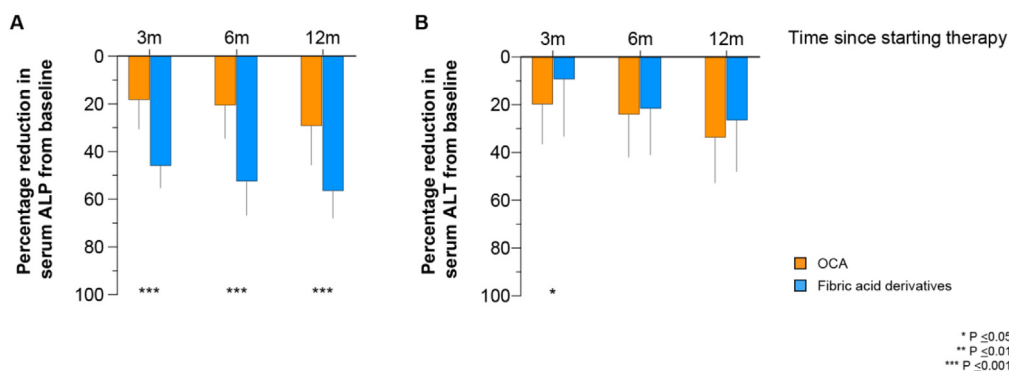 A
3m 6m 12m
Percentage reduction in
serum ALP from baseline
0
20
40
60
80
100
*** *** ***
B
3m 6m 12m
Percentage reduction in
serum ALT from baseline
0
20
40
60
80
100
*
Time since starting therapy
OCA
Fibric acid derivatives
* P ≤0.05
** P ≤0.01
*** P ≤0.001